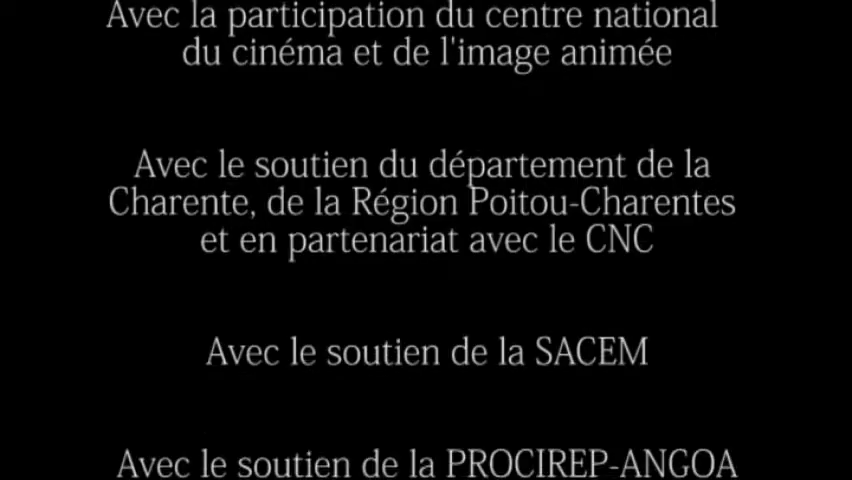 Avec la participation du centre national
du cinéma et de l'image animée
Avec le soutien du département de la
Charente, de la Région Poitou-Charentes
et en partenariat avec le CNC
Avec le soutien de la SACEM
Avec le soutien de la PROCIREP-ANGOA